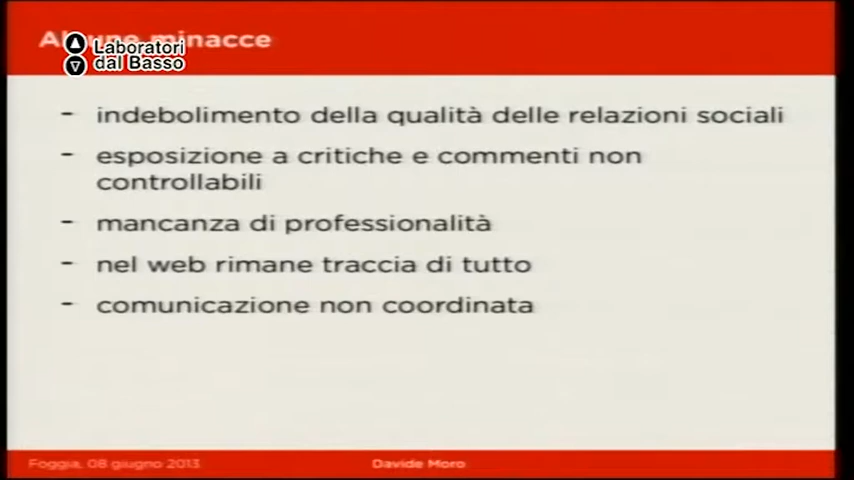 Alcune minacce
Laboratori
dal Basso
- indebolimento della qualità delle relazioni sociali
- esposizione a critiche e commenti non
controllabili
- mancanza di professionalità
- nel web rimane traccia di tutto
- comunicazione non coordinata
Foggia, 08 giugno 2013
Davide Moro